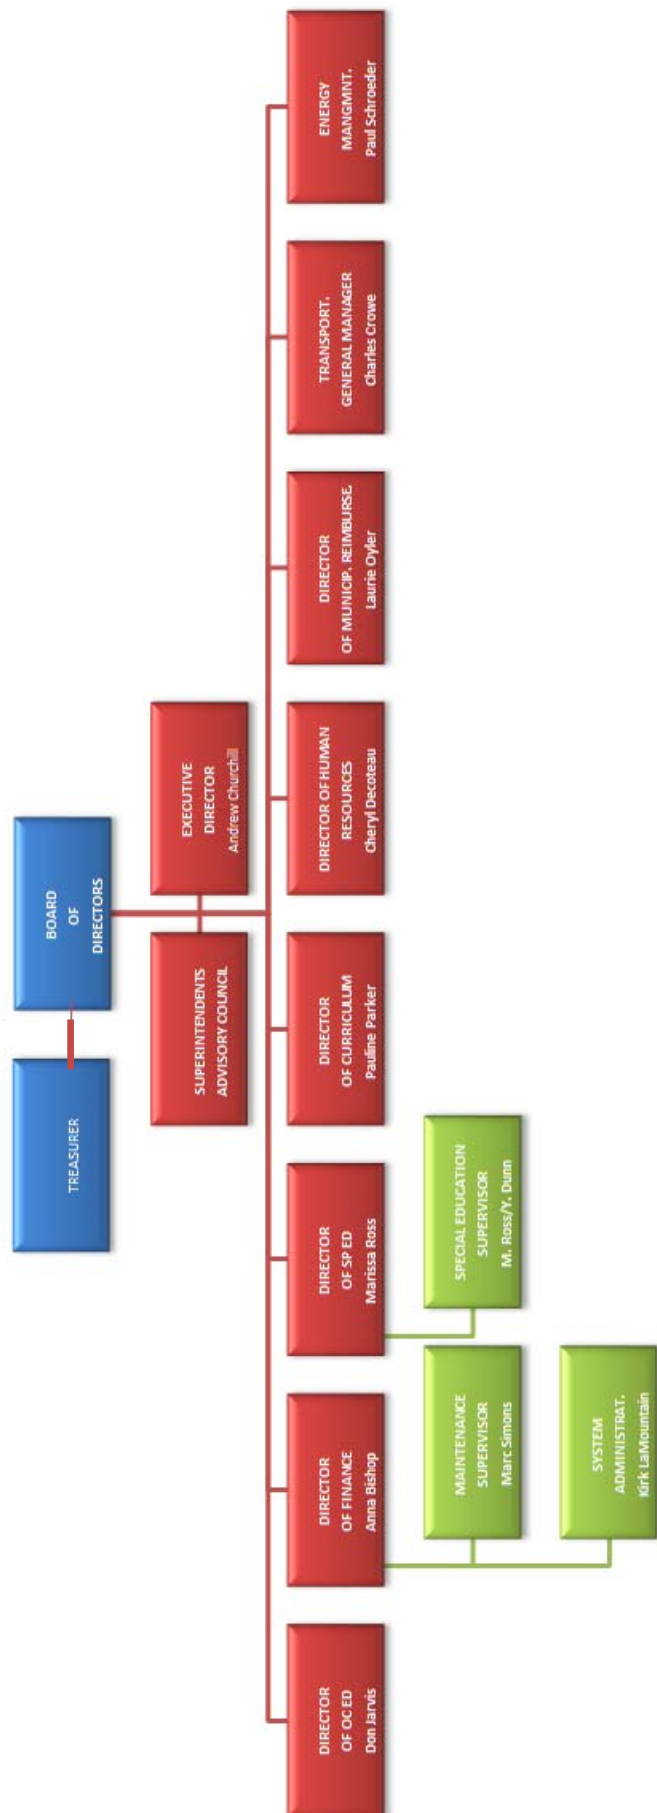 TREASURER
BOARD
OF
DIRECTORS
SUPERINTENDENTS
ADVISORY COUNCIL
EXECUTIVE
DIRECTOR
Andrew Churchill
DIRECTOR
OF OC ED
Don Jarvis
DIRECTOR
OF FINANCE
Anna Bishop
DIRECTOR
OF SP ED
Marissa Ross
DIRECTOR
OF CURRICULUM
Pauline Parker
DIRECTOR OF HUMAN
RESOURCES
Cheryl Decoteau
DIRECTOR
OF MUNICIP. REIMBURSE.
Laurie Oyler
TRANSPORT.
GENERAL MANAGER
Charles Crowe
ENERGY
MANGMNT.
Paul Schroeder
MAINTENANCE
SUPERVISOR
Marc Simons
SPECIAL EDUCATION
SUPERVISOR
M. Ross/Y. Dunn
SYSTEM
ADMINISTRAT.
Kirk LaMountain